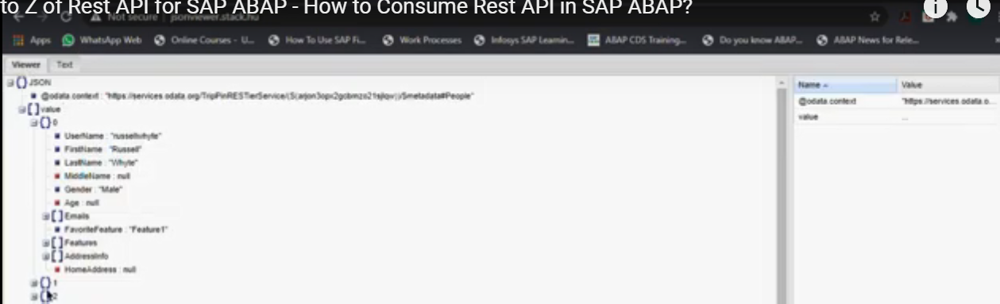 to Z of Rest API for SAP ABAP - How to Consume Rest API in SAP ABAP?
Not secure | jsonviewer.stack.hu
Apps WhatsApp Web Online Courses - U... How To Use SAP Fi... Work Processes Infosys SAP Learnin... ABAP CDS Training... Do you know ABAP... ABAP News for Rele...
Viewer Text
JSON
@odata.context : "https://services.odata.org/TripPinRESTierService/ $metadata#People"
value
0
UserName : "russellwhyte"
FirstName : "Russell"
LastName : "Whyte"
MiddleName : null
Gender : "Male"
Age : null
Emails
FavoriteFeature : "Feature1"
Features
AddressInfo
HomeAddress : null
1
2
Name Value
@odata.context "https://services.odata.o...
value ...